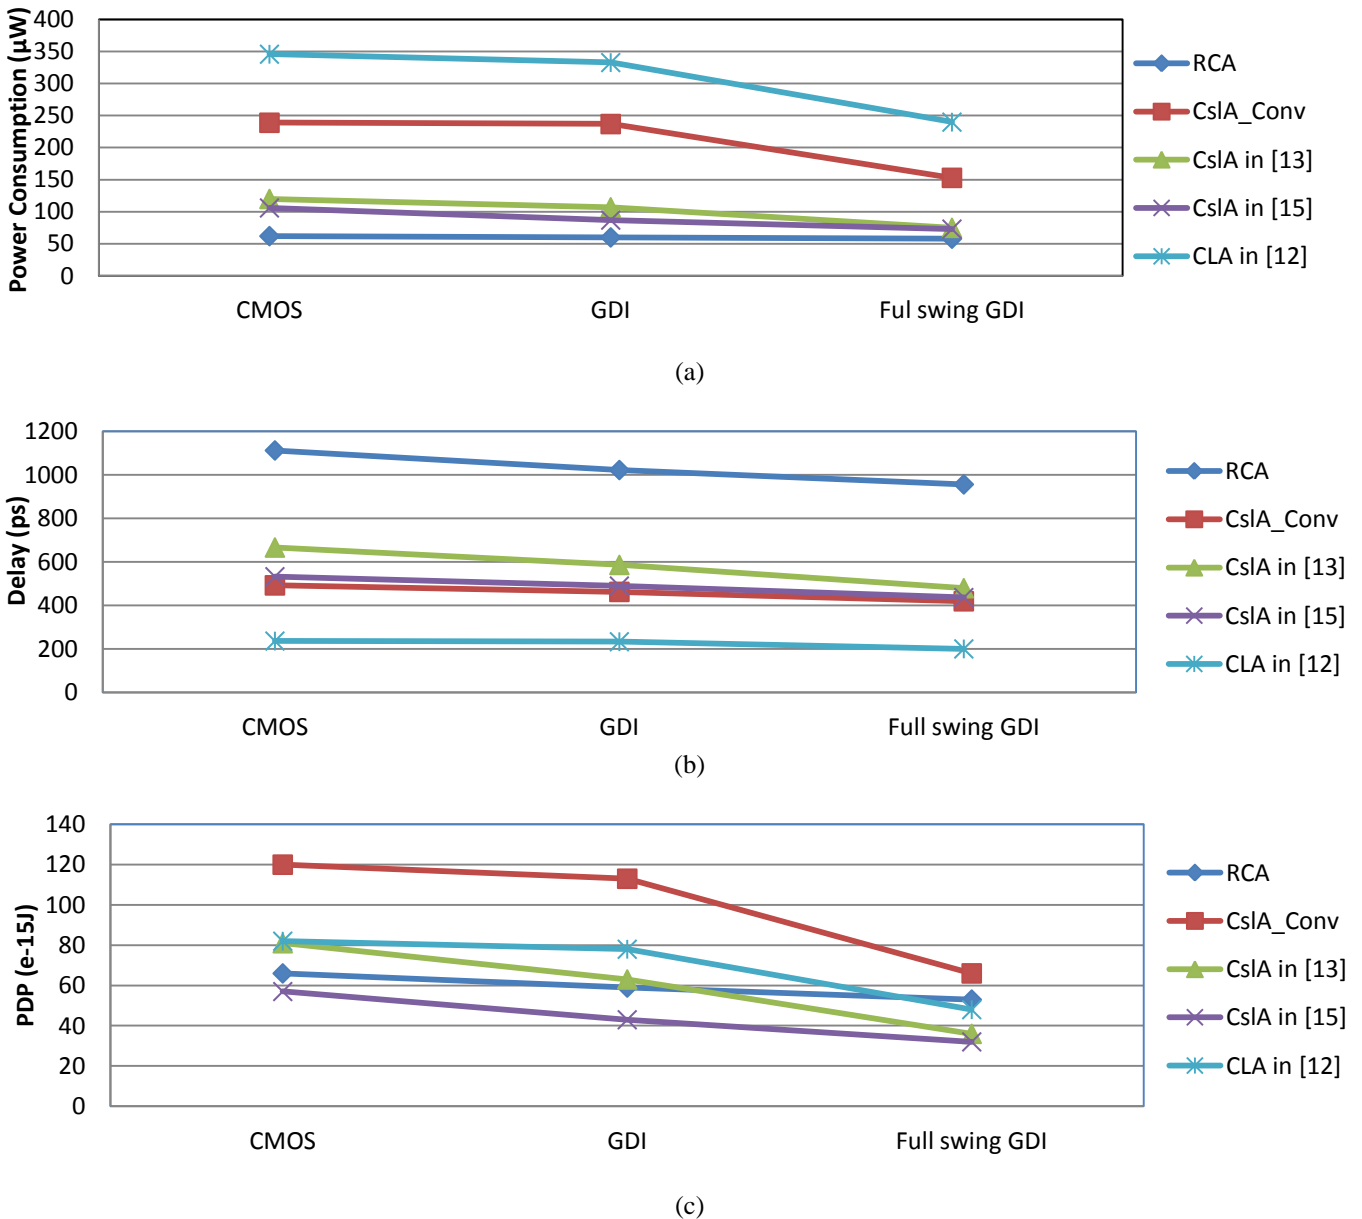 Power Consumption (µW)
400
350
300
250
200
150
100
50
0
CMOS
GDI
Ful swing GDI
RCA
CslA_Conv
CslA in [13]
CslA in [15]
CLA in [12]
(a)
Delay (ps)
1200
1000
800
600
400
200
0
CMOS
GDI
Full swing GDI
RCA
CslA_Conv
CslA in [13]
CslA in [15]
CLA in [12]
(b)
PDP (e-15J)
140
120
100
80
60
40
20
0
CMOS
GDI
Full swing GDI
RCA
CslA_Conv
CslA in [13]
CslA in [15]
CLA in [12]
(c)